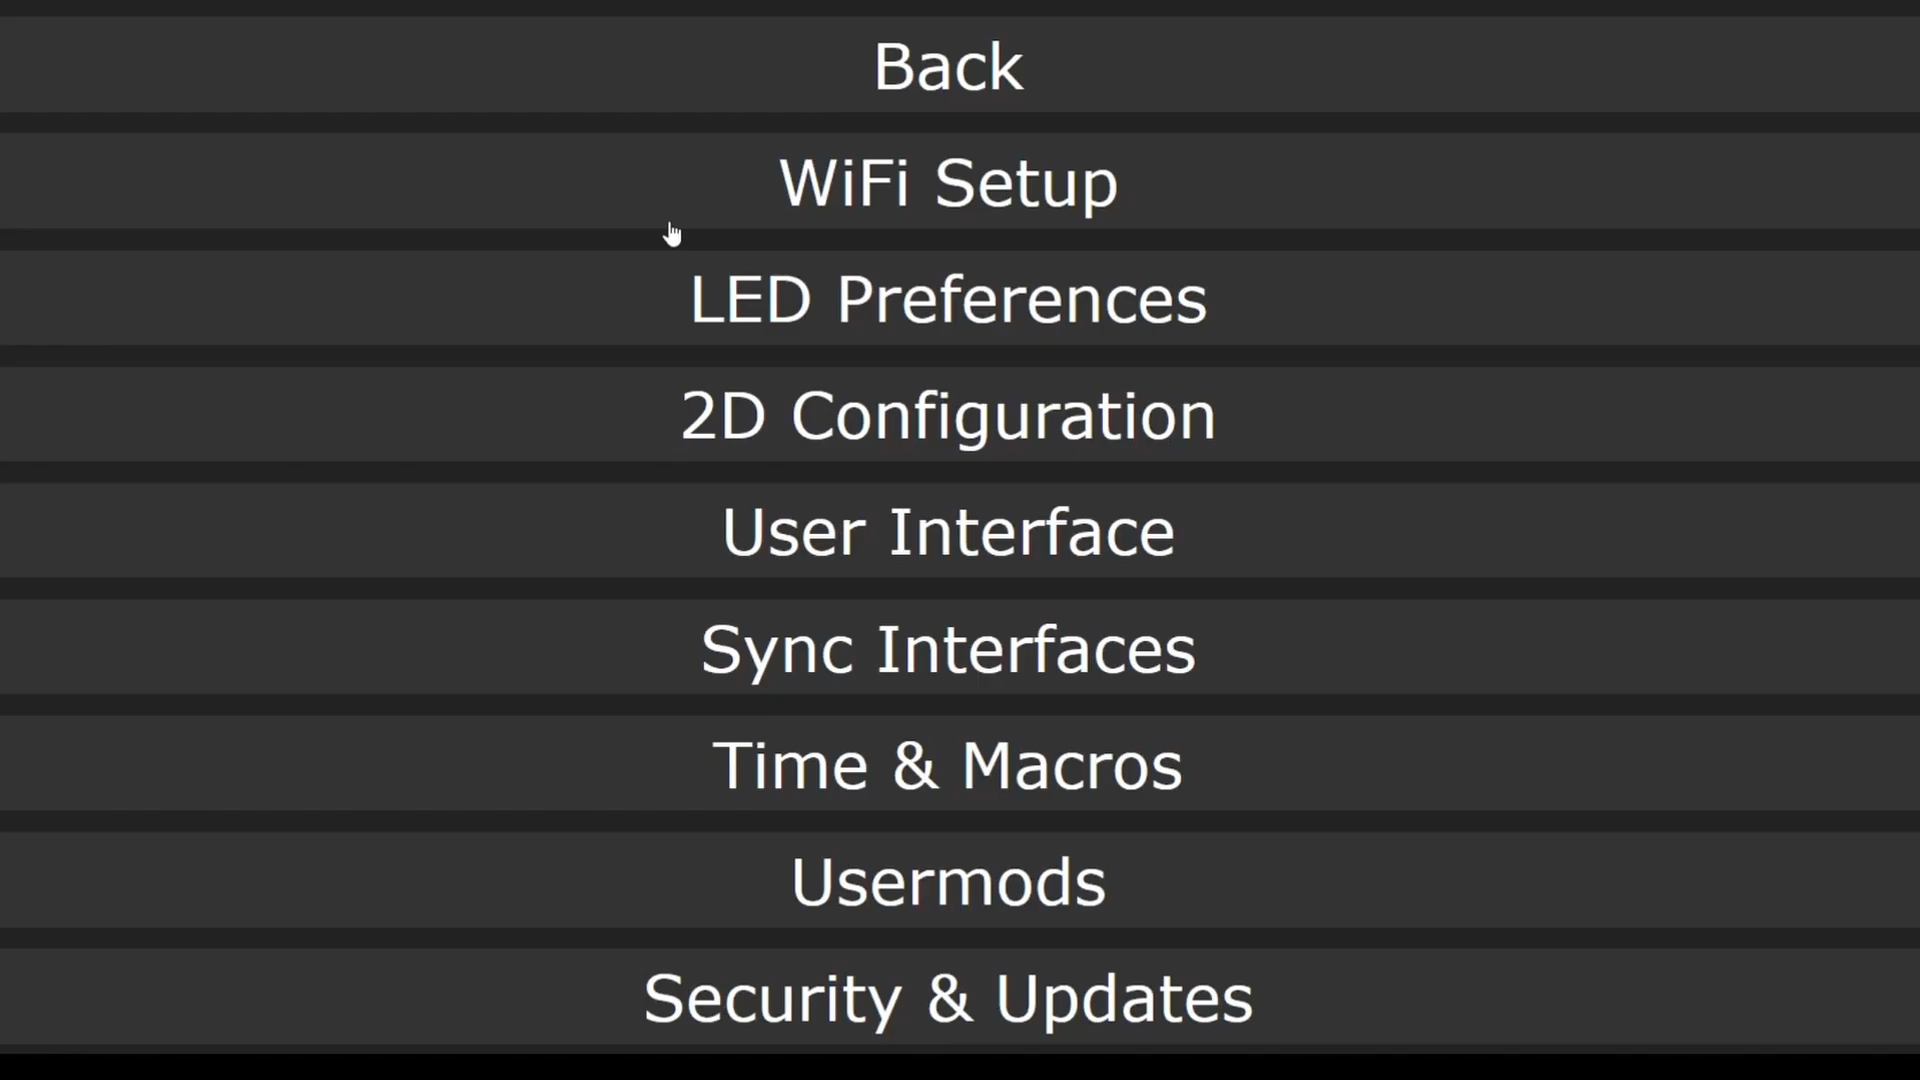 Back
WiFi Setup
LED Preferences
2D Configuration
User Interface
Sync Interfaces
Time & Macros
Usermods
Security & Updates